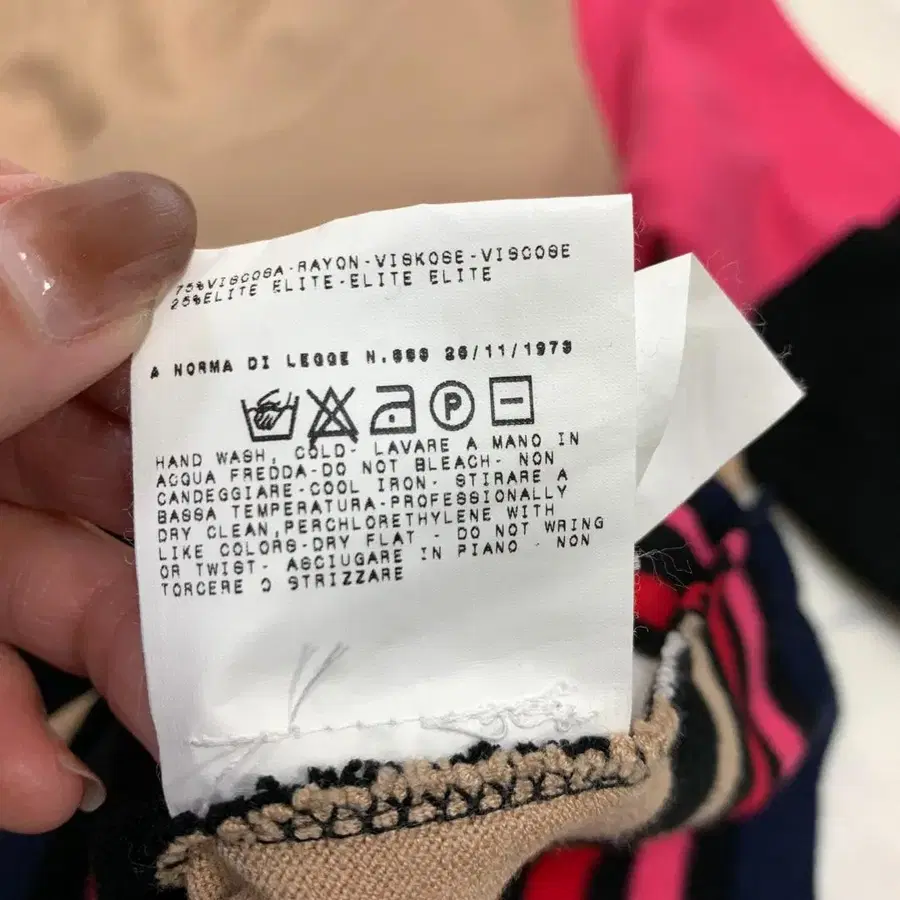 75%VISCOSA-RAYON-VISKOSE-VISCOSE
25%ELITE ELITE-ELITE ELITE
A NORMA DI LEGGE N.883 26/11/1973
P
HAND WASH, COLD- LAVARE A MANO IN
ACQUA FREDDA-DO NOT BLEACH- NON
CANDEGGIARE-COOL IRON- STIRARE A
BASSA TEMPERATURA-PROFESSIONALLY
DRY CLEAN,PERCHLORETHYLENE WITH
LIKE COLORS-DRY FLAT - DO NOT WRING
OR TWIST- ASCIUGARE IN PIANO - NON
TORCERE O STRIZZARE